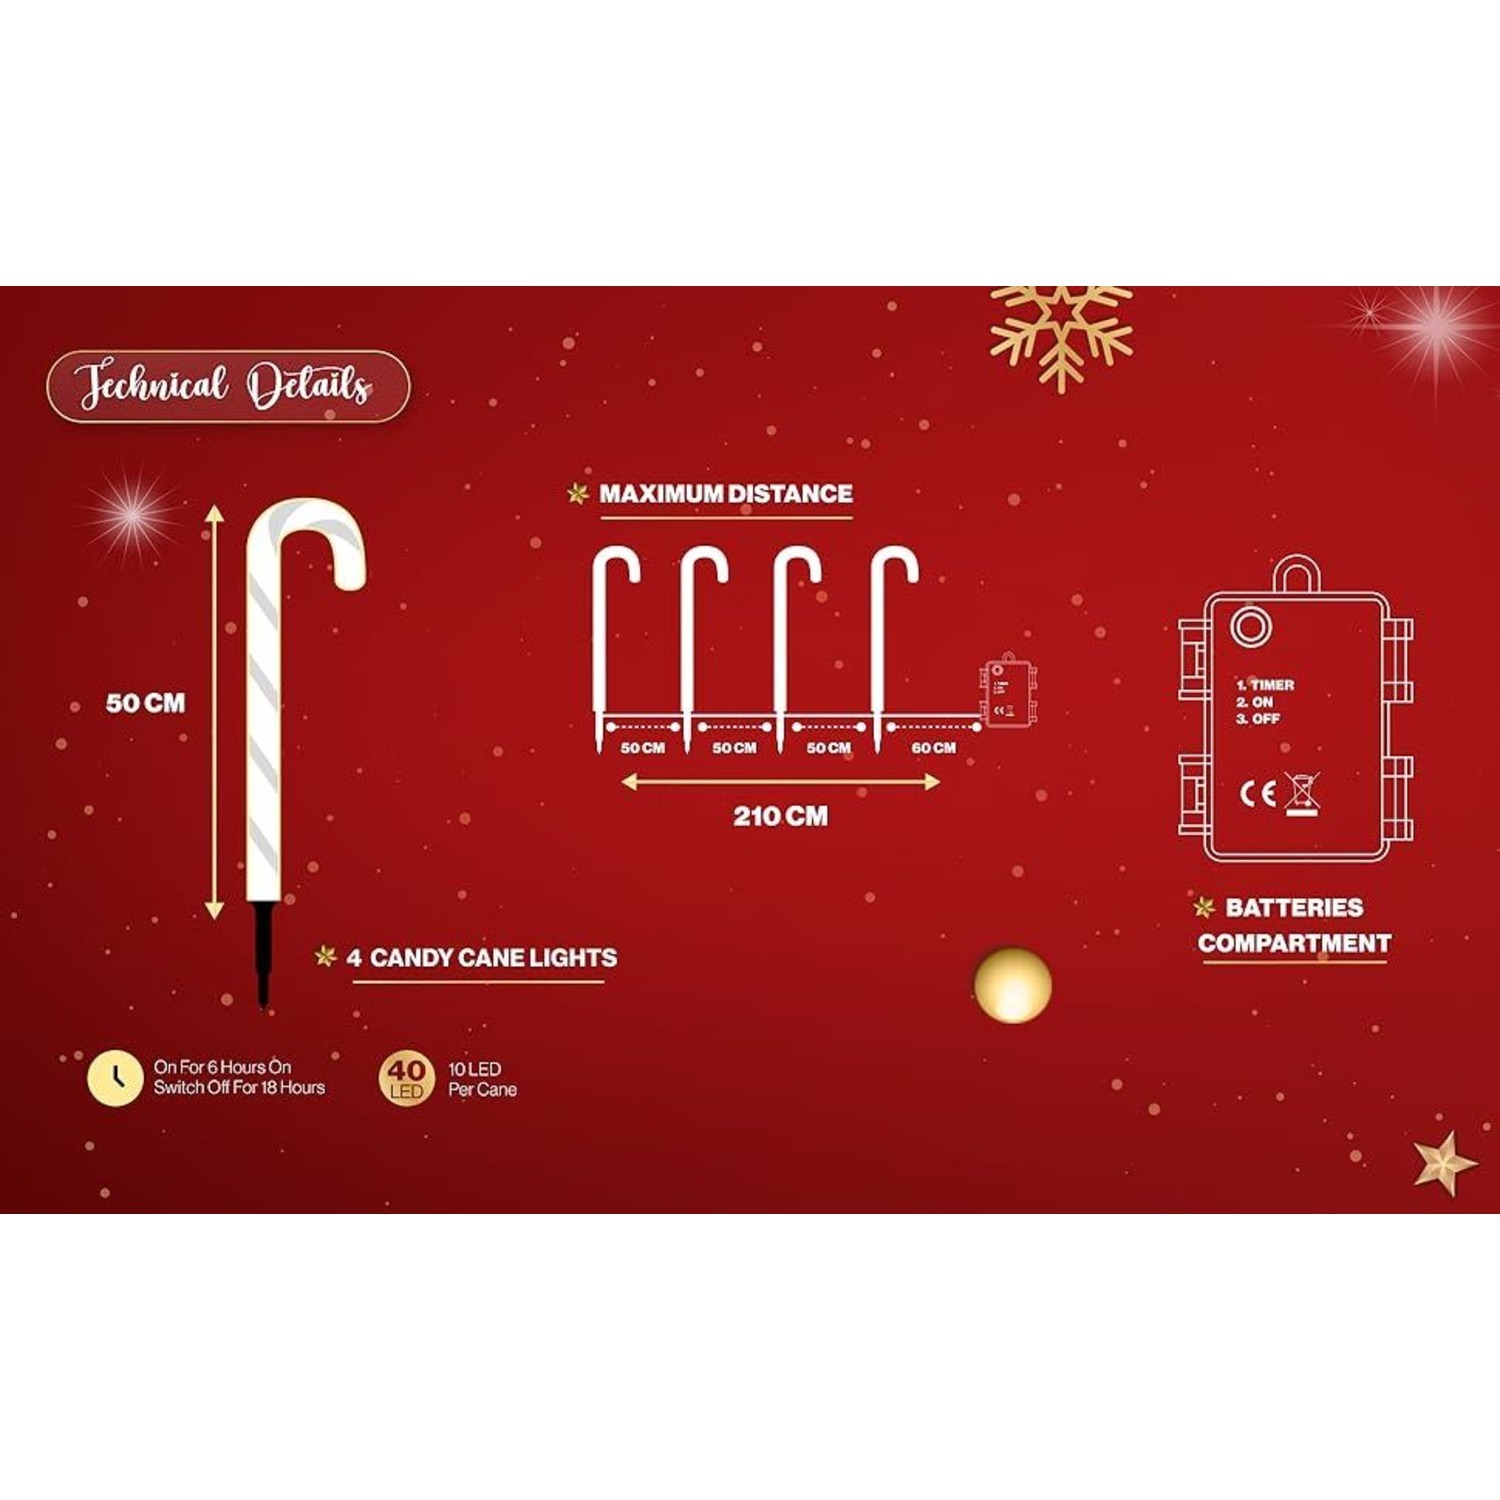 Technical Details
50 CM
4 CANDY CANE LIGHTS
On For 6 Hours On
Switch Off For 18 Hours
40
LED
10 LED
Per Cane
MAXIMUM DISTANCE
50 CM 50 CM 50 CM 60 CM
210 CM
1. TIMER
2. ON
3. OFF
CE
BATTERIES
COMPARTMENT